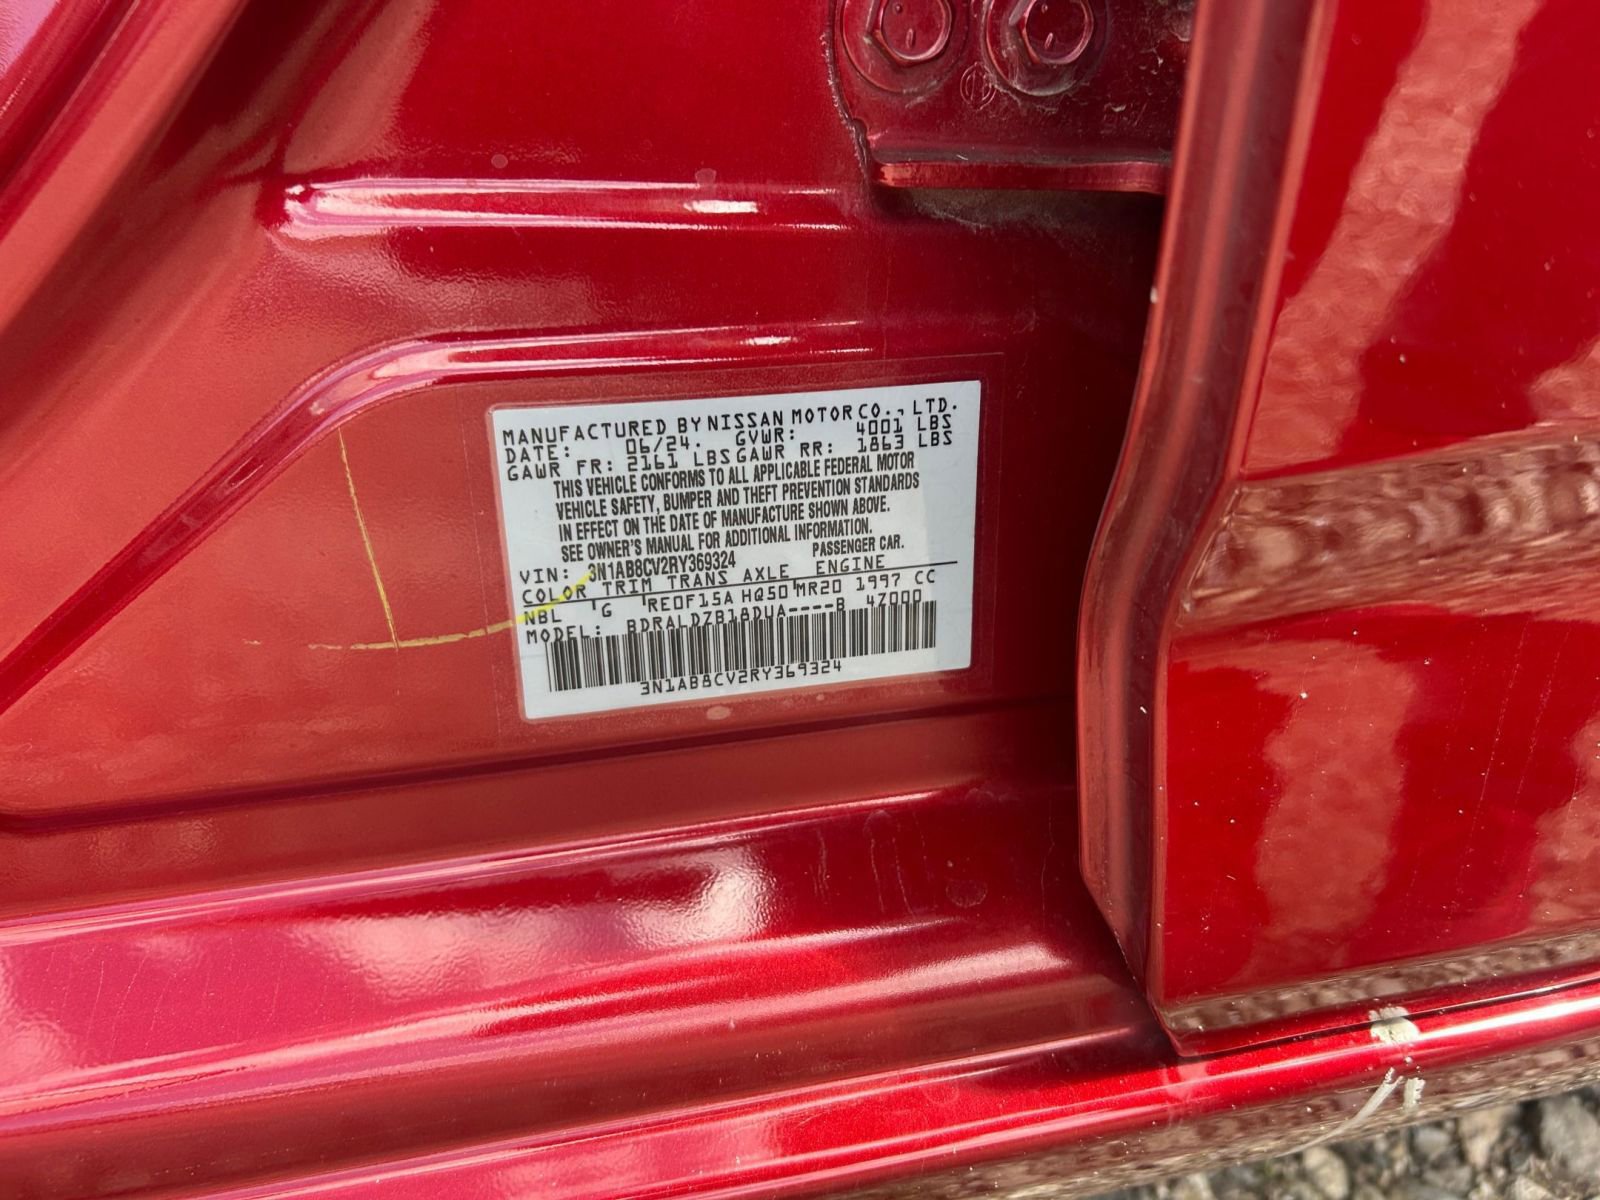 MANUFACTURED BY NISSAN MOTOR CO., LTD.
DATE: 06/24. GVWR: 4001 LBS
GAWR FR: 2161 LBS GAWR RR: 1863 LBS
THIS VEHICLE CONFORMS TO ALL APPLICABLE FEDERAL MOTOR
VEHICLE SAFETY, BUMPER AND THEFT PREVENTION STANDARDS
IN EFFECT ON THE DATE OF MANUFACTURE SHOWN ABOVE.
SEE OWNER'S MANUAL FOR ADDITIONAL INFORMATION.
VIN: 3N1AB8CV2RY369324 PASSENGER CAR.
COLOR TRIM TRANS AXLE ENGINE
NBL G RE0F15A HQ50 MR20 1997 CC
MODEL: BDRALDZB18DUA----B 4Z000
3N1AB8CV2RY369324